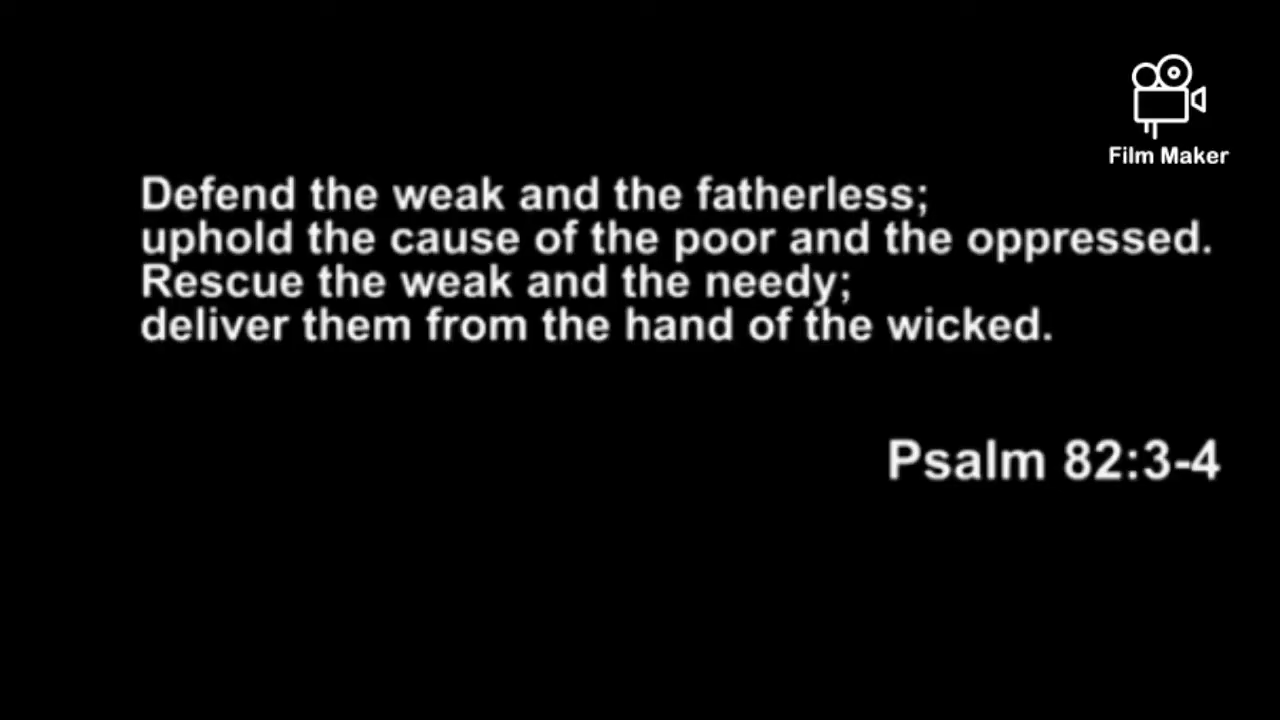 Film Maker
Defend the weak and the fatherless;
uphold the cause of the poor and the oppressed.
Rescue the weak and the needy;
deliver them from the hand of the wicked.
Psalm 82:3-4